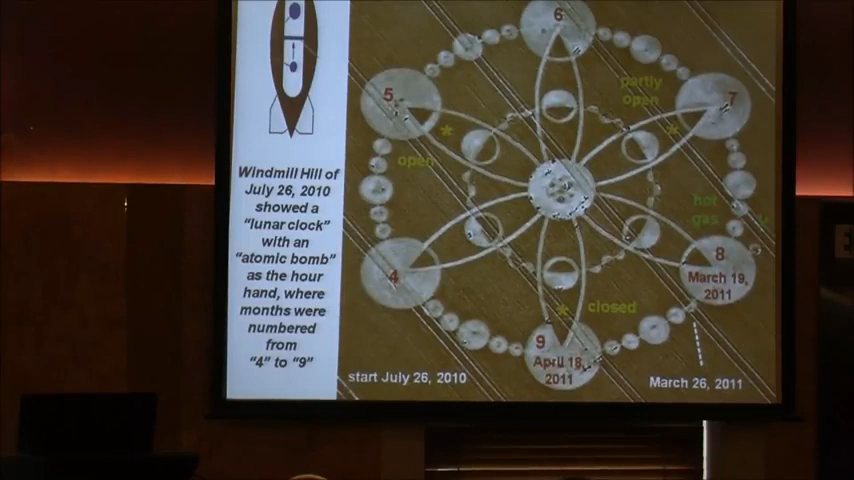 Windmill Hill of
July 26, 2010
showed a
"lunar clock"
with an
"atomic bomb"
as the hour
hand, where
months were
numbered
from
"4" to "9"
6
5
partly
open
7
*
*
open
hot
gas
4
8
March 19,
2011
*
closed
9
April 18,
2011
start July 26, 2010
March 26, 2011